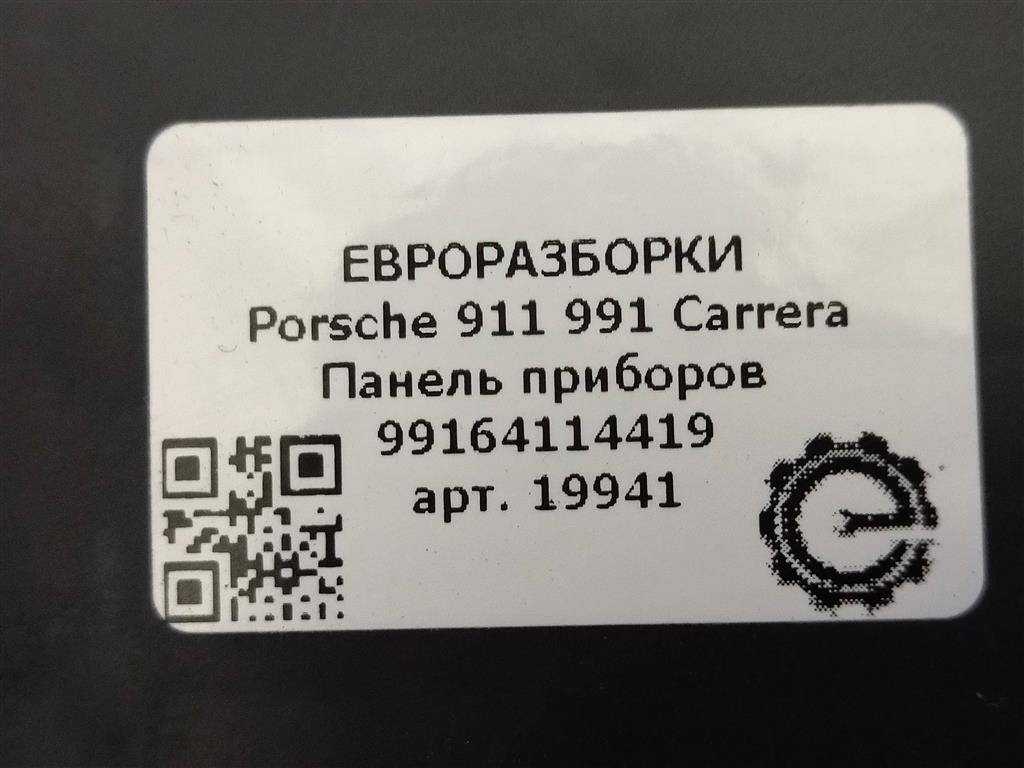 ЕВРОРАЗБОРКИ
Porsche 911 991 Carrera
Панель приборов
99164114419
арт. 19941